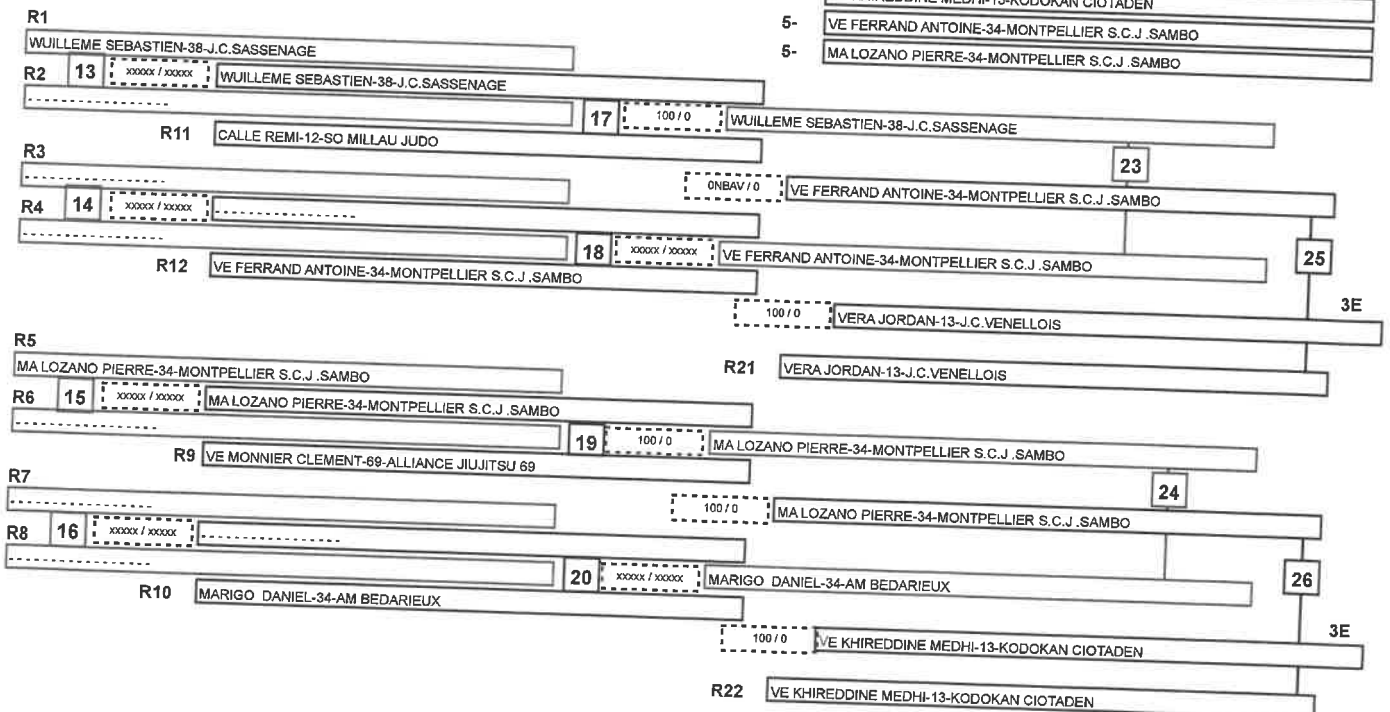 KHIREDDINE MEDHI-13-KODOKAN CIOTADEN
5- VE FERRAND ANTOINE-34-MONTPELLIER S.C.J .SAMBO
5- MA LOZANO PIERRE-34-MONTPELLIER S.C.J .SAMBO
R1
WUILLEME SEBASTIEN-38-J.C.SASSENAGE
R2 13 xxxxx / xxxxx WUILLEME SEBASTIEN-38-J.C.SASSENAGE
17 100 / 0 WUILLEME SEBASTIEN-38-J.C.SASSENAGE
R11 CALLE REMI-12-SO MILLAU JUDO
23
R3
0NBAV / 0 VE FERRAND ANTOINE-34-MONTPELLIER S.C.J .SAMBO
R4 14 xxxxx / xxxxx
18 xxxxx / xxxxx VE FERRAND ANTOINE-34-MONTPELLIER S.C.J .SAMBO
25
R12 VE FERRAND ANTOINE-34-MONTPELLIER S.C.J .SAMBO
3E
100 / 0 VERA JORDAN-13-J.C.VENELLOIS
R5
R21 VERA JORDAN-13-J.C.VENELLOIS
MA LOZANO PIERRE-34-MONTPELLIER S.C.J .SAMBO
R6 15 xxxxx / xxxxx MA LOZANO PIERRE-34-MONTPELLIER S.C.J .SAMBO
19 100 / 0 MA LOZANO PIERRE-34-MONTPELLIER S.C.J .SAMBO
R9 VE MONNIER CLEMENT-69-ALLIANCE JIUJITSU 69
24
R7
100 / 0 MA LOZANO PIERRE-34-MONTPELLIER S.C.J .SAMBO
R8 16 xxxxx / xxxxx
20 xxxxx / xxxxx MARIGO DANIEL-34-AM BEDARIEUX
26
R10 MARIGO DANIEL-34-AM BEDARIEUX
3E
100 / 0 VE KHIREDDINE MEDHI-13-KODOKAN CIOTADEN
R22 VE KHIREDDINE MEDHI-13-KODOKAN CIOTADEN